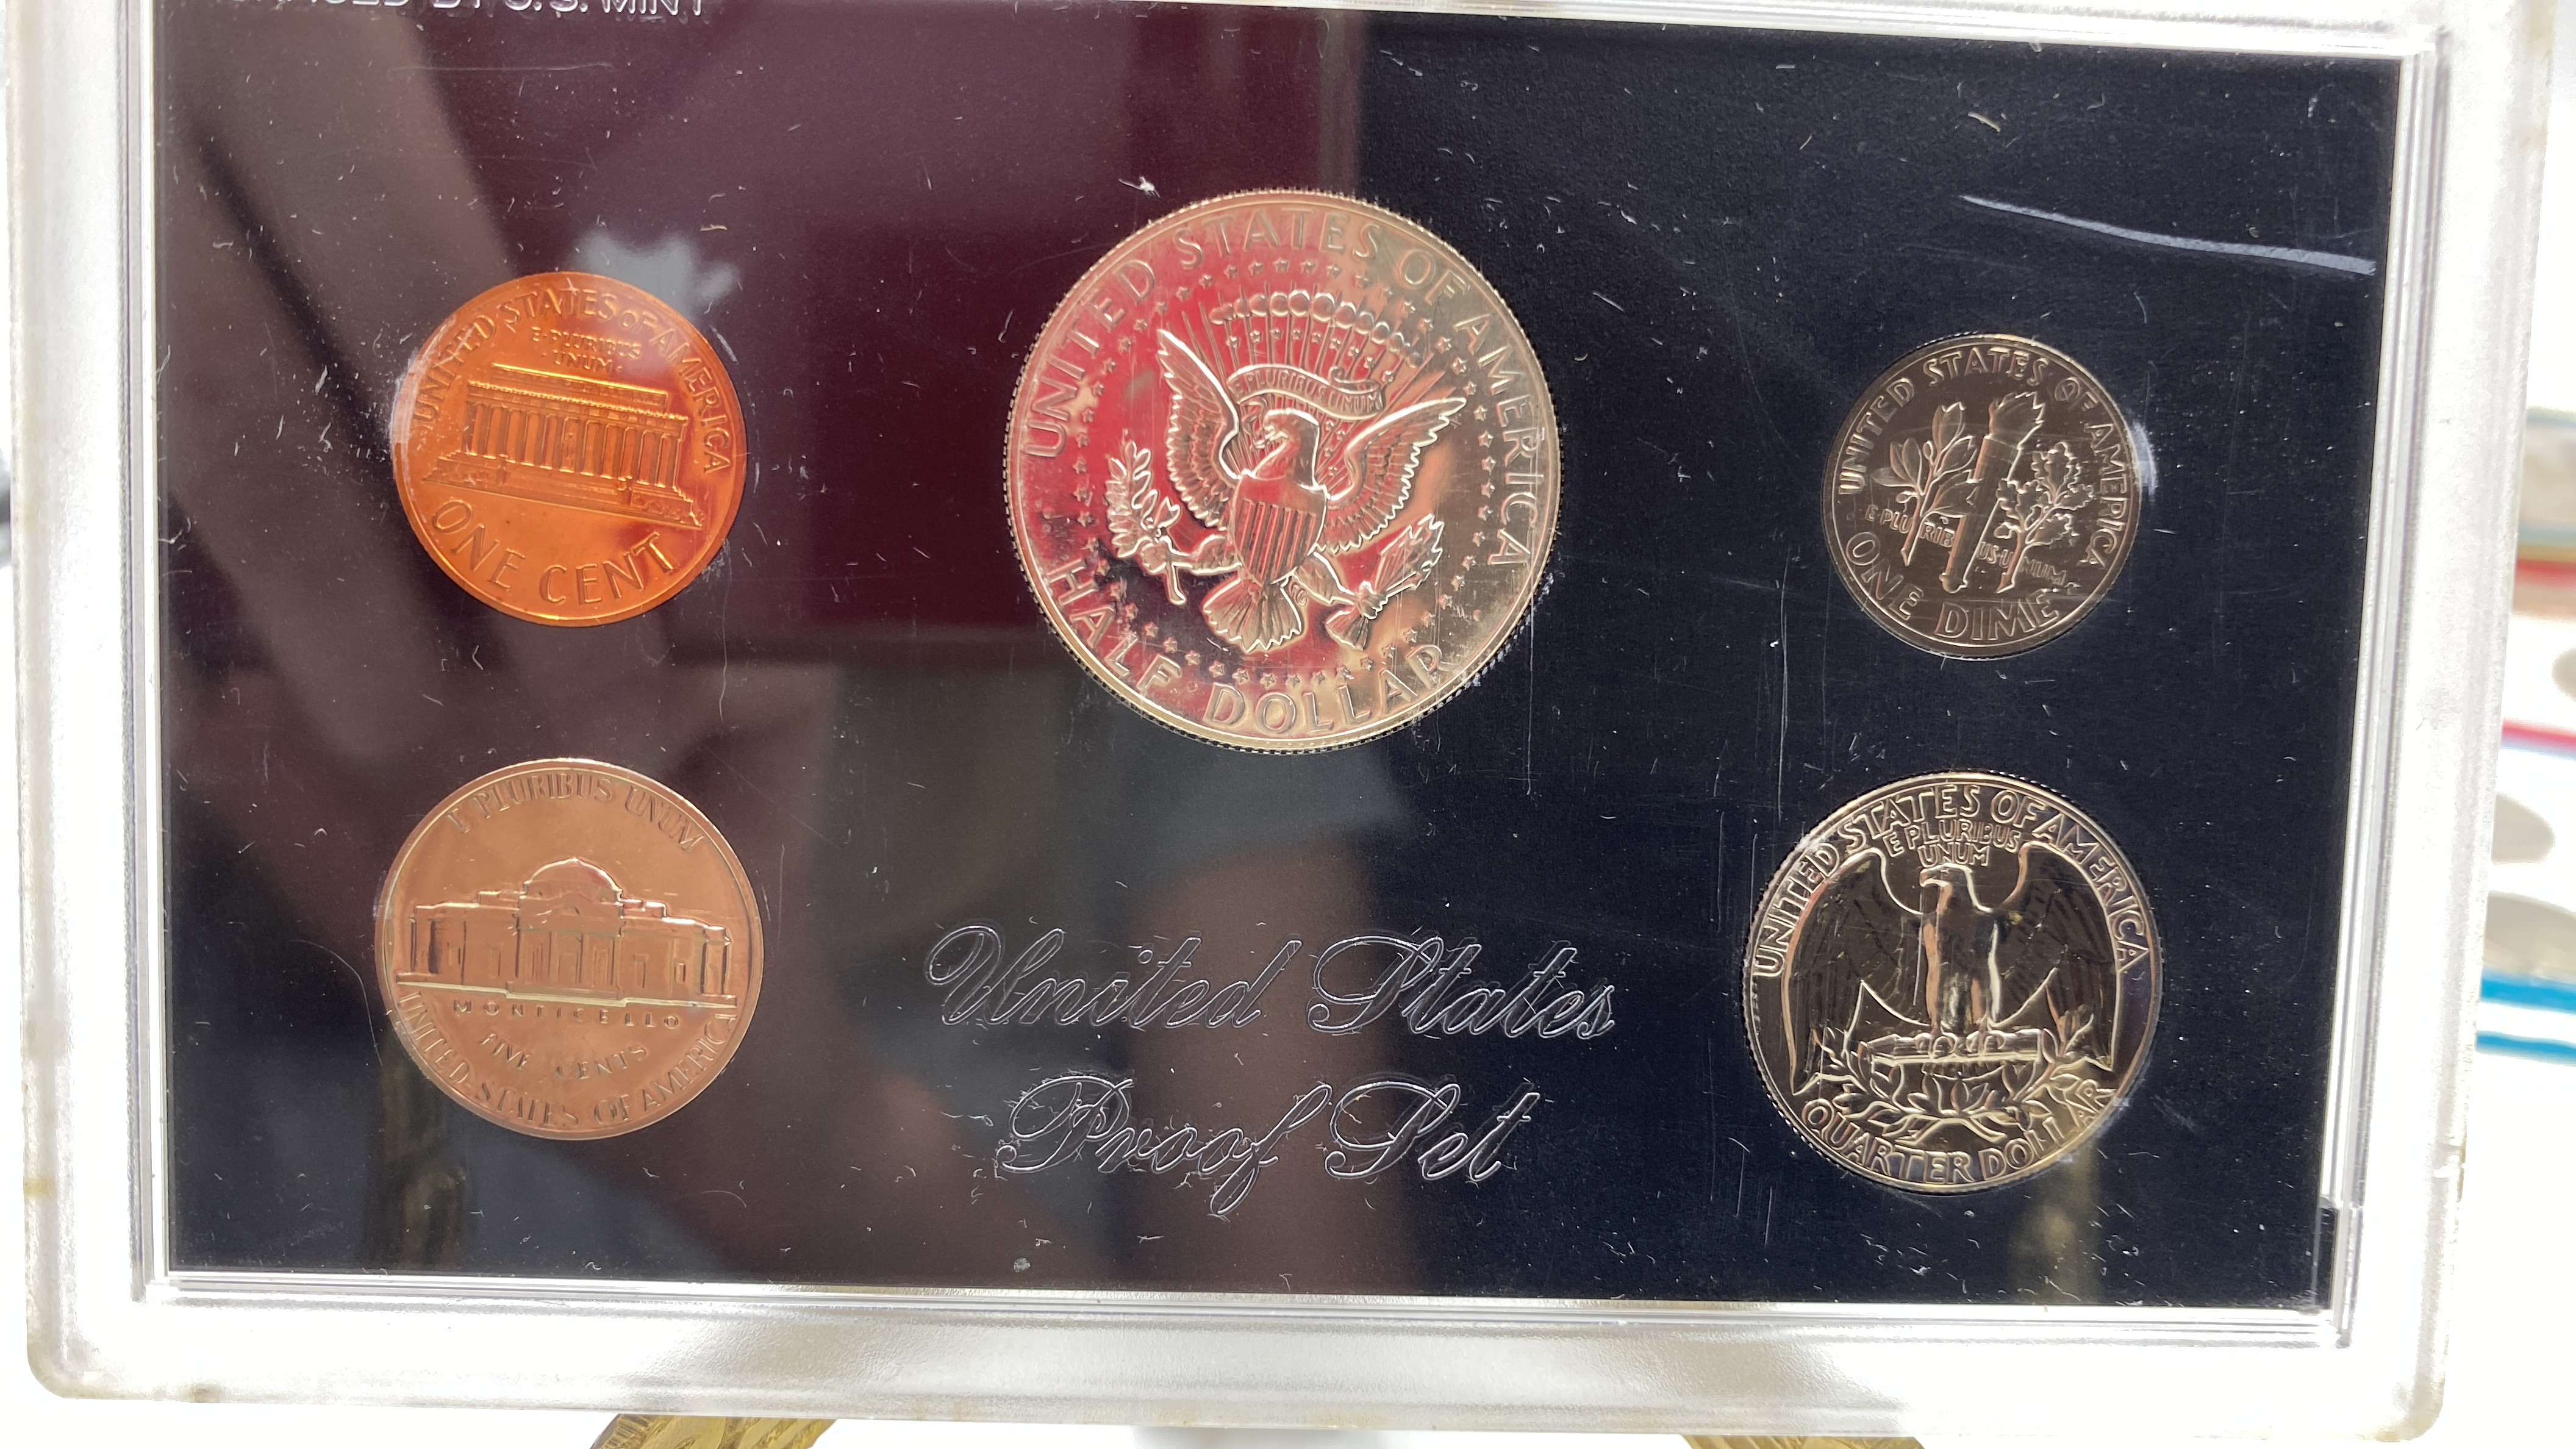 BY U.S. MINT
UNITED STATES OF AMERICA
E·PLURIBUS
UNUM
ONE CENT
UNITED STATES OF AMERICA
E PLURIBUS UNUM
HALF DOLLAR
UNITED STATES OF AMERICA
E·PLURIBUS·UNUM
ONE DIME
E PLURIBUS UNUM
MONTICELLO
FIVE CENTS
UNITED STATES OF AMERICA
UNITED STATES OF AMERICA
E PLURIBUS
UNUM
QUARTER DOLLAR
United States
Proof Set